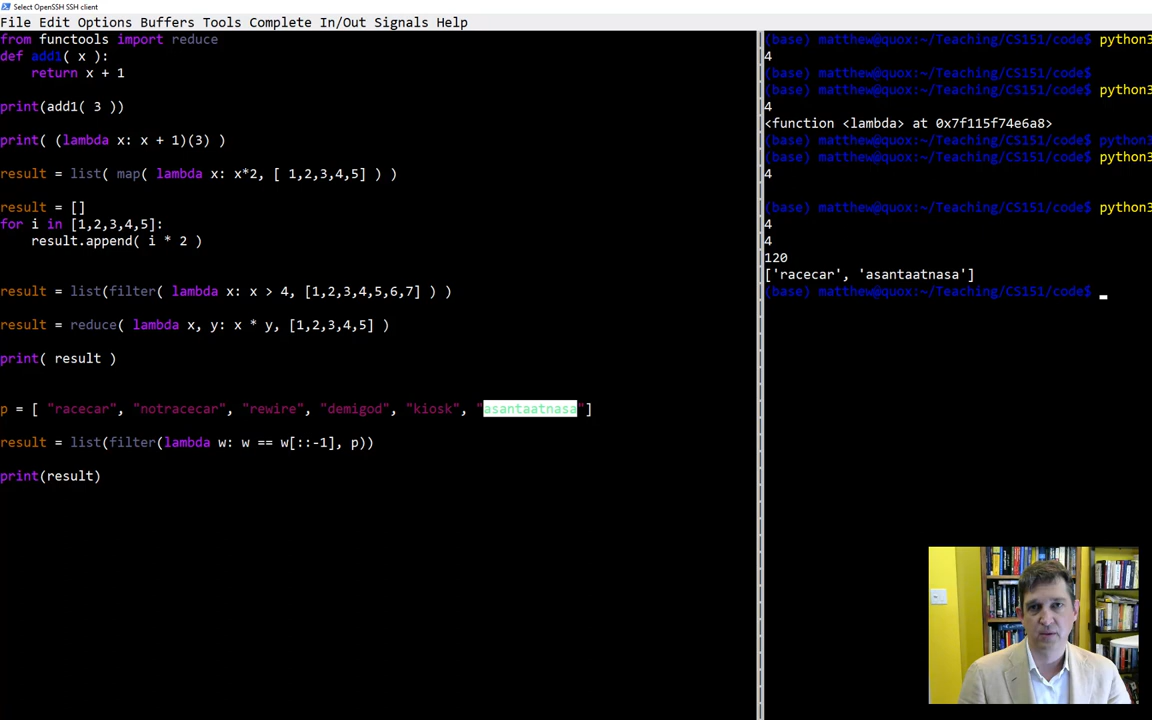 Select OpenSSH SSH client
File Edit Options Buffers Tools Complete In/Out Signals Help
from functools import reduce
def add1( x ):
    return x + 1
print(add1( 3 ))
print( (lambda x: x + 1)(3) )
result = list( map( lambda x: x*2, [ 1,2,3,4,5] ) )
result = []
for i in [1,2,3,4,5]:
    result.append( i * 2 )
result = list(filter( lambda x: x > 4, [1,2,3,4,5,6,7] ) )
result = reduce( lambda x, y: x * y, [1,2,3,4,5] )
print( result )
p = [ "racecar", "notracecar", "rewire", "demigod", "kiosk", "asantaatnasa"]
result = list(filter(lambda w: w == w[::-1], p))
print(result)
(base) matthew@quox:~/Teaching/CS151/code$ python3
4
(base) matthew@quox:~/Teaching/CS151/code$
(base) matthew@quox:~/Teaching/CS151/code$ python3
4
<function <lambda> at 0x7f115f74e6a8>
(base) matthew@quox:~/Teaching/CS151/code$ python3
(base) matthew@quox:~/Teaching/CS151/code$ python3
4
(base) matthew@quox:~/Teaching/CS151/code$ python3
4
4
120
['racecar', 'asantaatnasa']
(base) matthew@quox:~/Teaching/CS151/code$